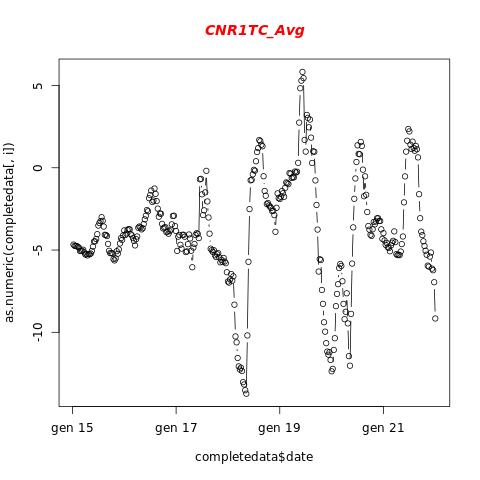 CNR1TC_Avg
as.numeric(completedata[, i])
5
0
-5
-10
gen 15
gen 17
gen 19
gen 21
completedata$date